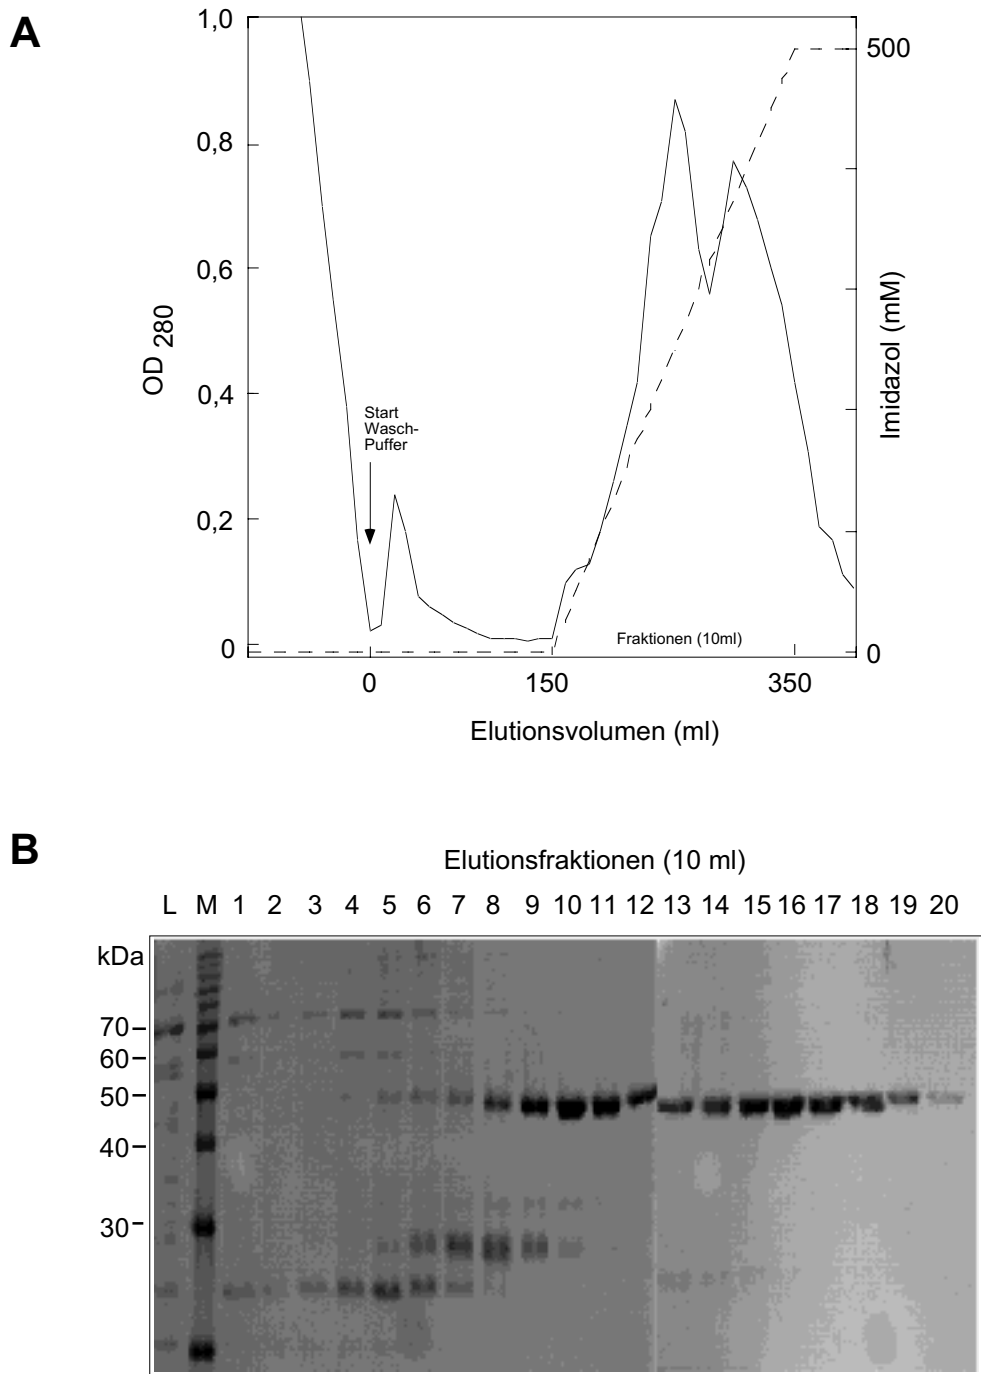 A
1,0
0,8
0,6
0,4
0,2
0
OD 280
500
0
Imidazol (mM)
Start
Wasch-
Puffer
Fraktionen (10ml)
0 150 350
Elutionsvolumen (ml)
B
Elutionsfraktionen (10 ml)
L M 1 2 3 4 5 6 7 8 9 10 11 12 13 14 15 16 17 18 19 20
kDa
70
60
50
40
30